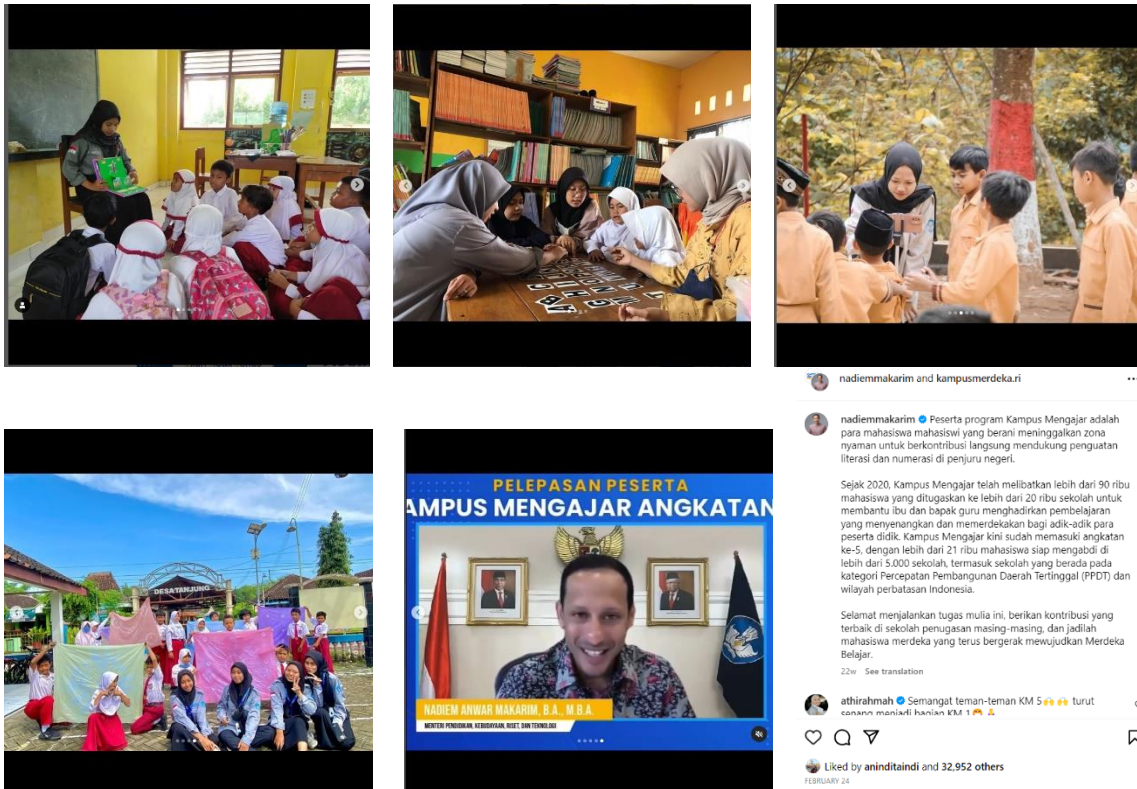 DESATANJUNG
PELEPASAN PESERTA
AMPUS MENGAJAR ANGKATAN
NADIEM ANWAR MAKARIM, B.A., M.B.A.
MENTERI PENDIDIKAN, KEBUDAYAAN, RISET, DAN TEKNOLOGI
nadiemmakarim and kampusmerdeka.ri
nadiemmakarim Peserta program Kampus Mengajar adalah
para mahasiswa mahasiswi yang berani meninggalkan zona
nyaman untuk berkontribusi langsung mendukung penguatan
literasi dan numerasi di penjuru negeri.
Sejak 2020, Kampus Mengajar telah melibatkan lebih dari 90 ribu
mahasiswa yang ditugaskan ke lebih dari 20 ribu sekolah untuk
membantu ibu dan bapak guru menghadirkan pembelajaran
yang menyenangkan dan memerdekakan bagi adik-adik para
peserta didik. Kampus Mengajar kini sudah memasuki angkatan
ke-5, dengan lebih dari 21 ribu mahasiswa siap mengabdi di
lebih dari 5.000 sekolah, termasuk sekolah yang berada pada
kategori Percepatan Pembangunan Daerah Tertinggal (PPDT) dan
wilayah perbatasan Indonesia.
Selamat menjalankan tugas mulia ini, berikan kontribusi yang
terbaik di sekolah penugasan masing-masing, dan jadilah
mahasiswa merdeka yang terus bergerak mewujudkan Merdeka
Belajar.
22w See translation
athirahmah Semangat teman-teman KM 5🙌🙌 turut
senang menjadi bagian KM 1
Liked by aninditaindi and 32,952 others
FEBRUARY 24